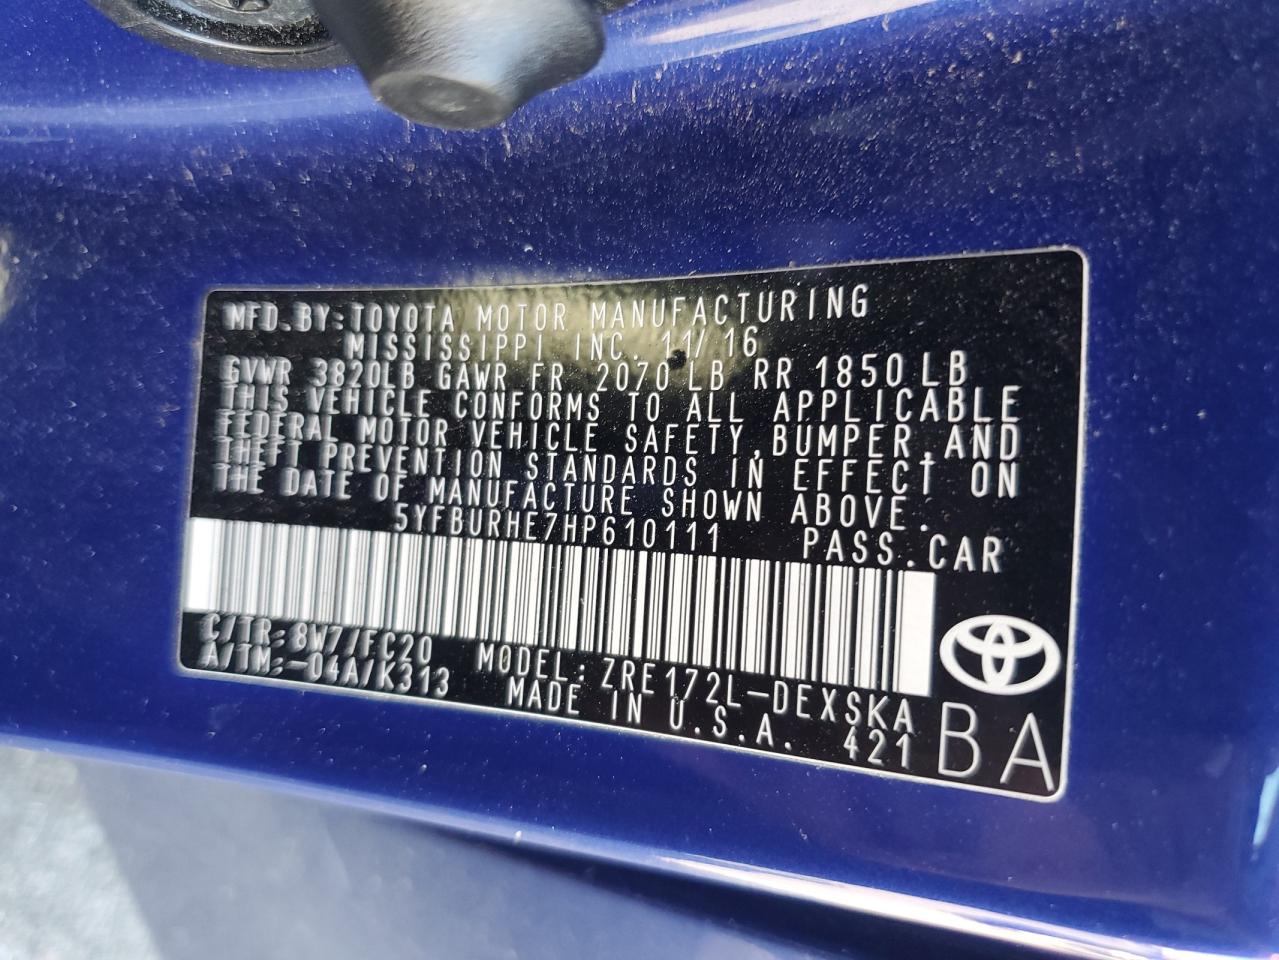 MFD.BY:TOYOTA MOTOR MANUFACTURING
MISSISSIPPI INC. 11/16
GVWR 3820LB GAWR FR 2070 LB RR 1850 LB
THIS VEHICLE CONFORMS TO ALL APPLICABLE
FEDERAL MOTOR VEHICLE SAFETY,BUMPER,AND
THEFT PREVENTION STANDARDS IN EFFECT ON
THE DATE OF MANUFACTURE SHOWN ABOVE.
5YFBURHE7HP610111 PASS.CAR
C/TR:8W7/FC20 MODEL:ZRE172L-DEXSKA
A/TM:-04A/K313 MADE IN U.S.A. 421
BA